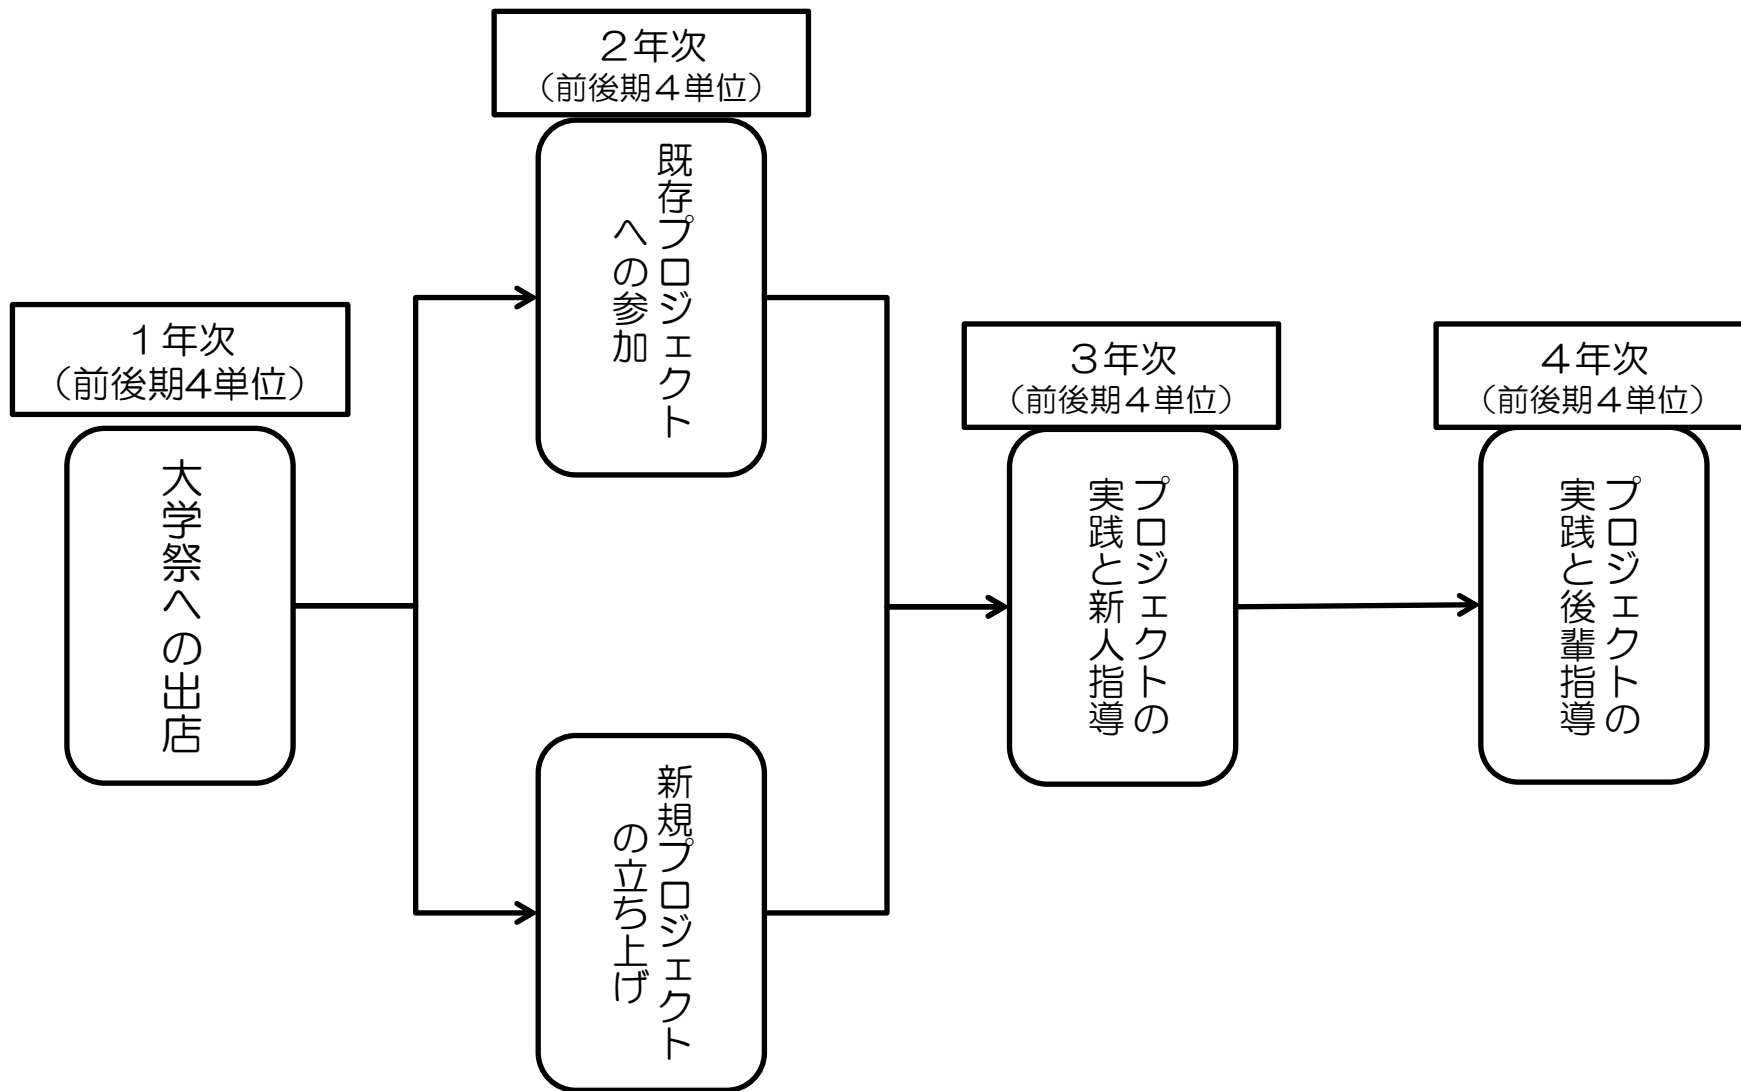 1年次
（前後期4単位）
大学祭への出店
２年次
（前後期４単位）
既存プロジェクト
への参加
新規プロジェクト
の立ち上げ
３年次
（前後期４単位）
プロジェクトの
実践と新人指導
４年次
（前後期４単位）
プロジェクトの
実践と後輩指導